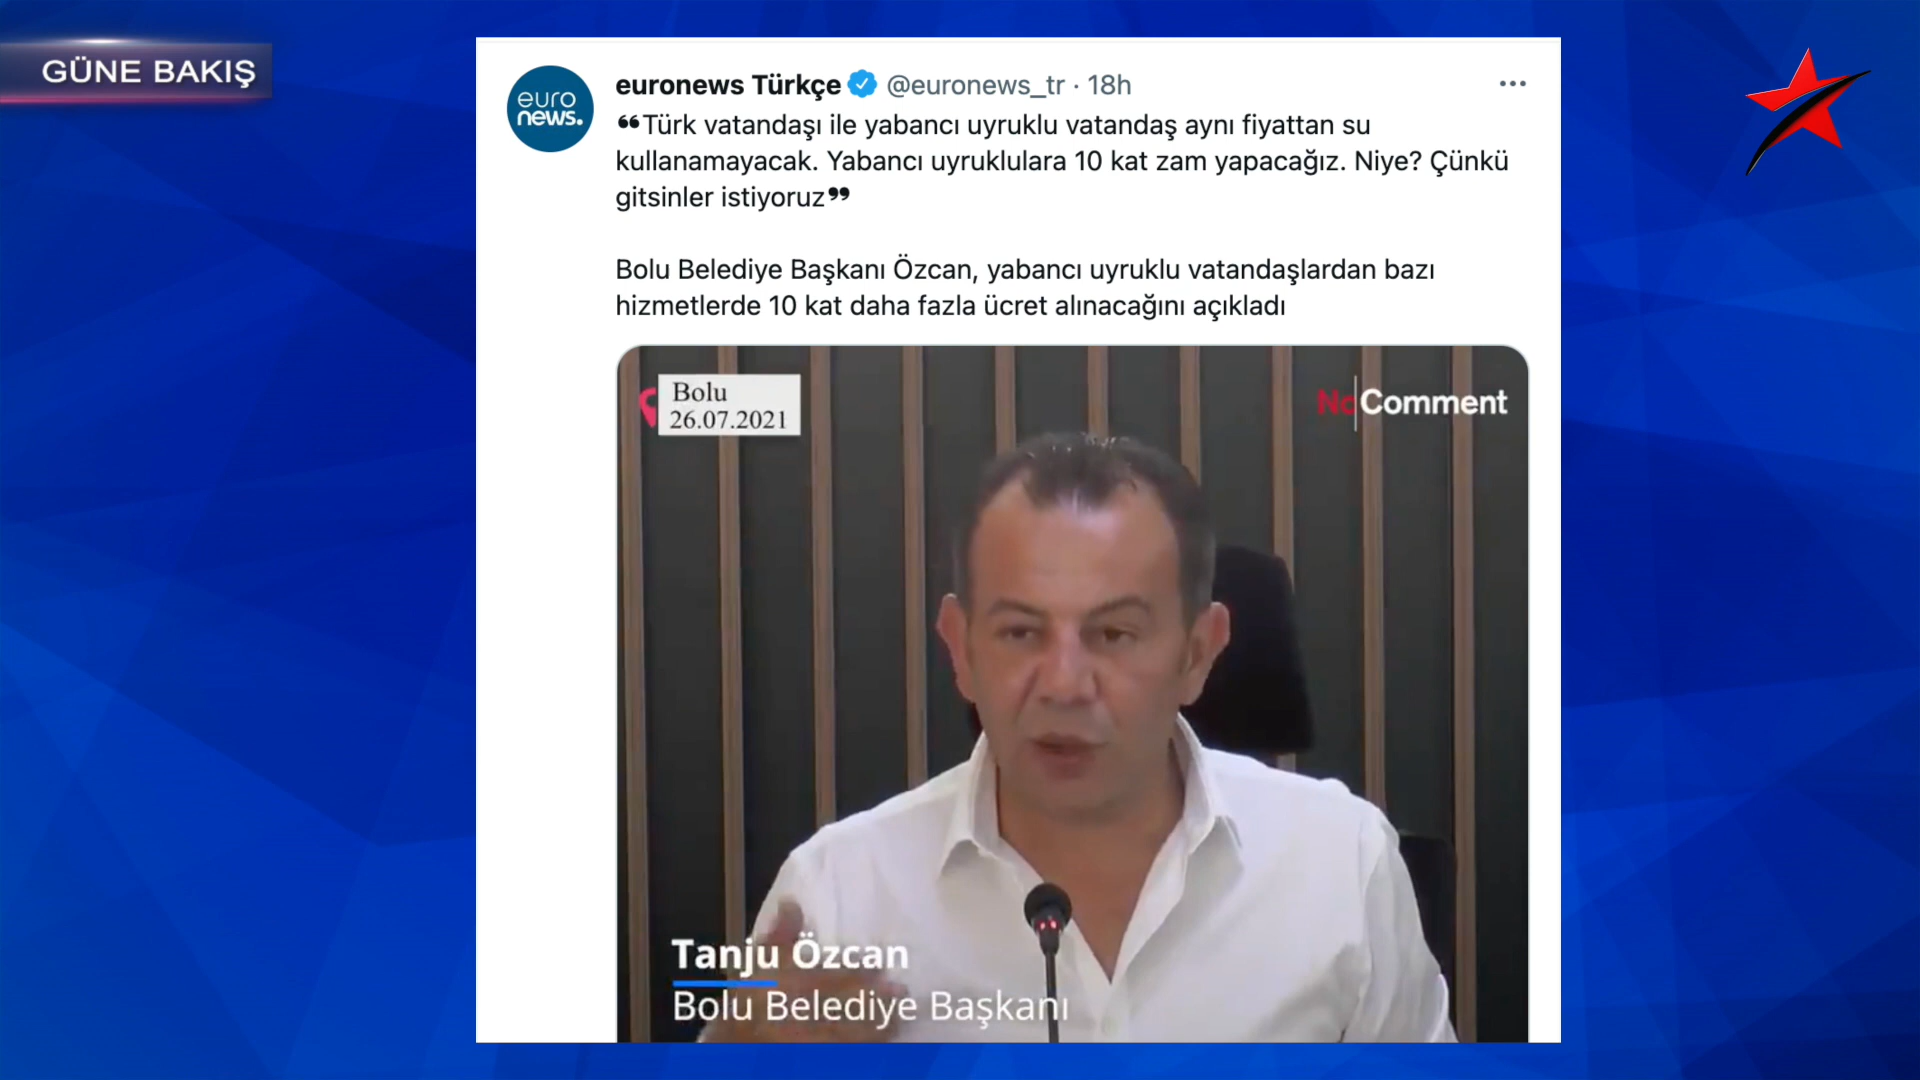 GÜNE BAKIŞ
euro
news.
euronews Türkçe @euronews_tr · 18h
❝Türk vatandaşı ile yabancı uyruklu vatandaş aynı fiyattan su
kullanamayacak. Yabancı uyruklulara 10 kat zam yapacağız. Niye? Çünkü
gitsinler istiyoruz❞
Bolu Belediye Başkanı Özcan, yabancı uyruklu vatandaşlardan bazı
hizmetlerde 10 kat daha fazla ücret alınacağını açıkladı
Bolu
26.07.2021
No Comment
Tanju Özcan
Bolu Belediye Başkanı